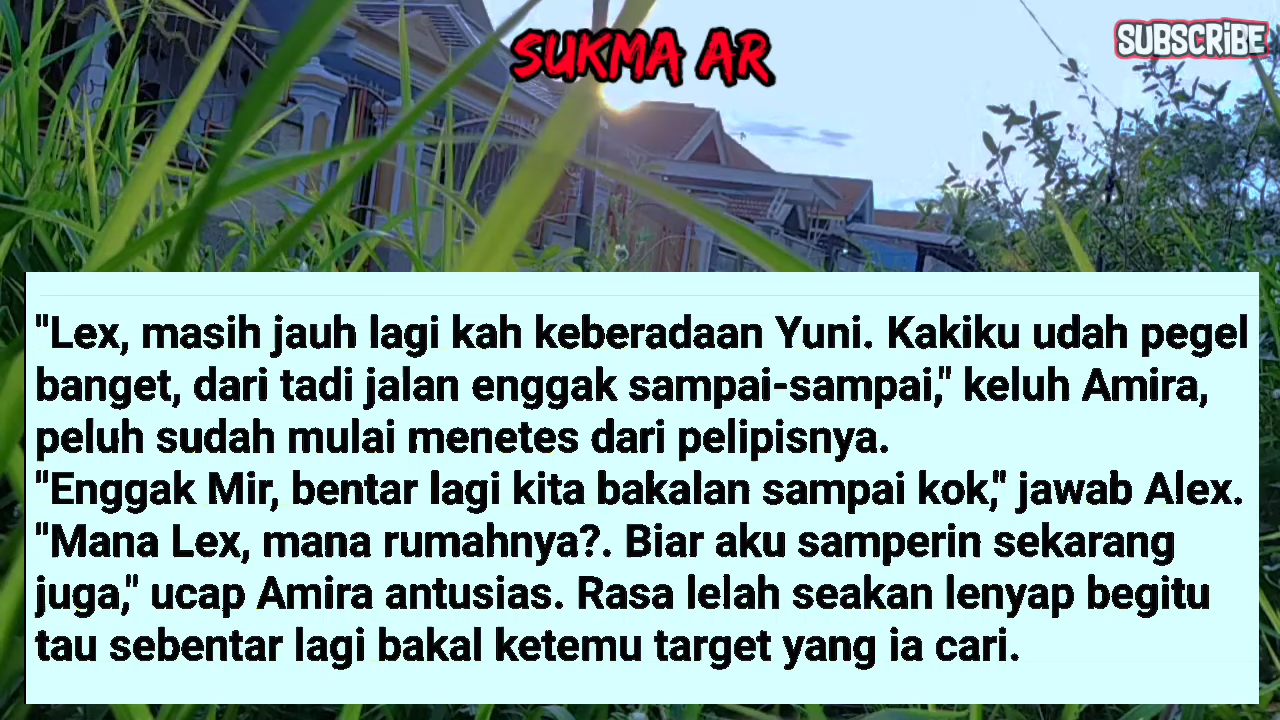 SUKMA AR
SUBSCRiBE
"Lex, masih jauh lagi kah keberadaan Yuni. Kakiku udah pegel
banget, dari tadi jalan enggak sampai-sampai," keluh Amira,
peluh sudah mulai menetes dari pelipisnya.
"Enggak Mir, bentar lagi kita bakalan sampai kok," jawab Alex.
"Mana Lex, mana rumahnya?. Biar aku samperin sekarang
juga," ucap Amira antusias. Rasa lelah seakan lenyap begitu
tau sebentar lagi bakal ketemu target yang ia cari.